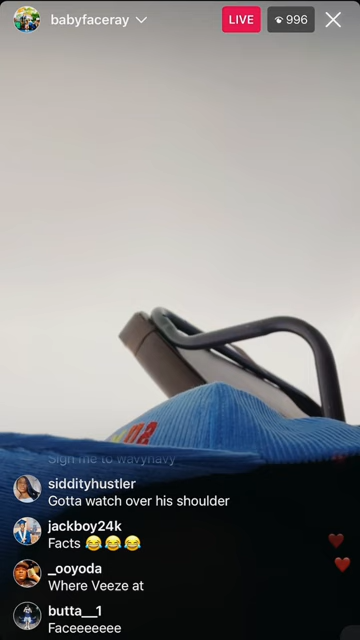 babyfaceray
LIVE
996
Sign me to wavynavy
siddityhustler
Gotta watch over his shoulder
jackboy24k
Facts 😂😂😂
_ooyoda
Where Veeze at
butta__1
Faceeeeeee